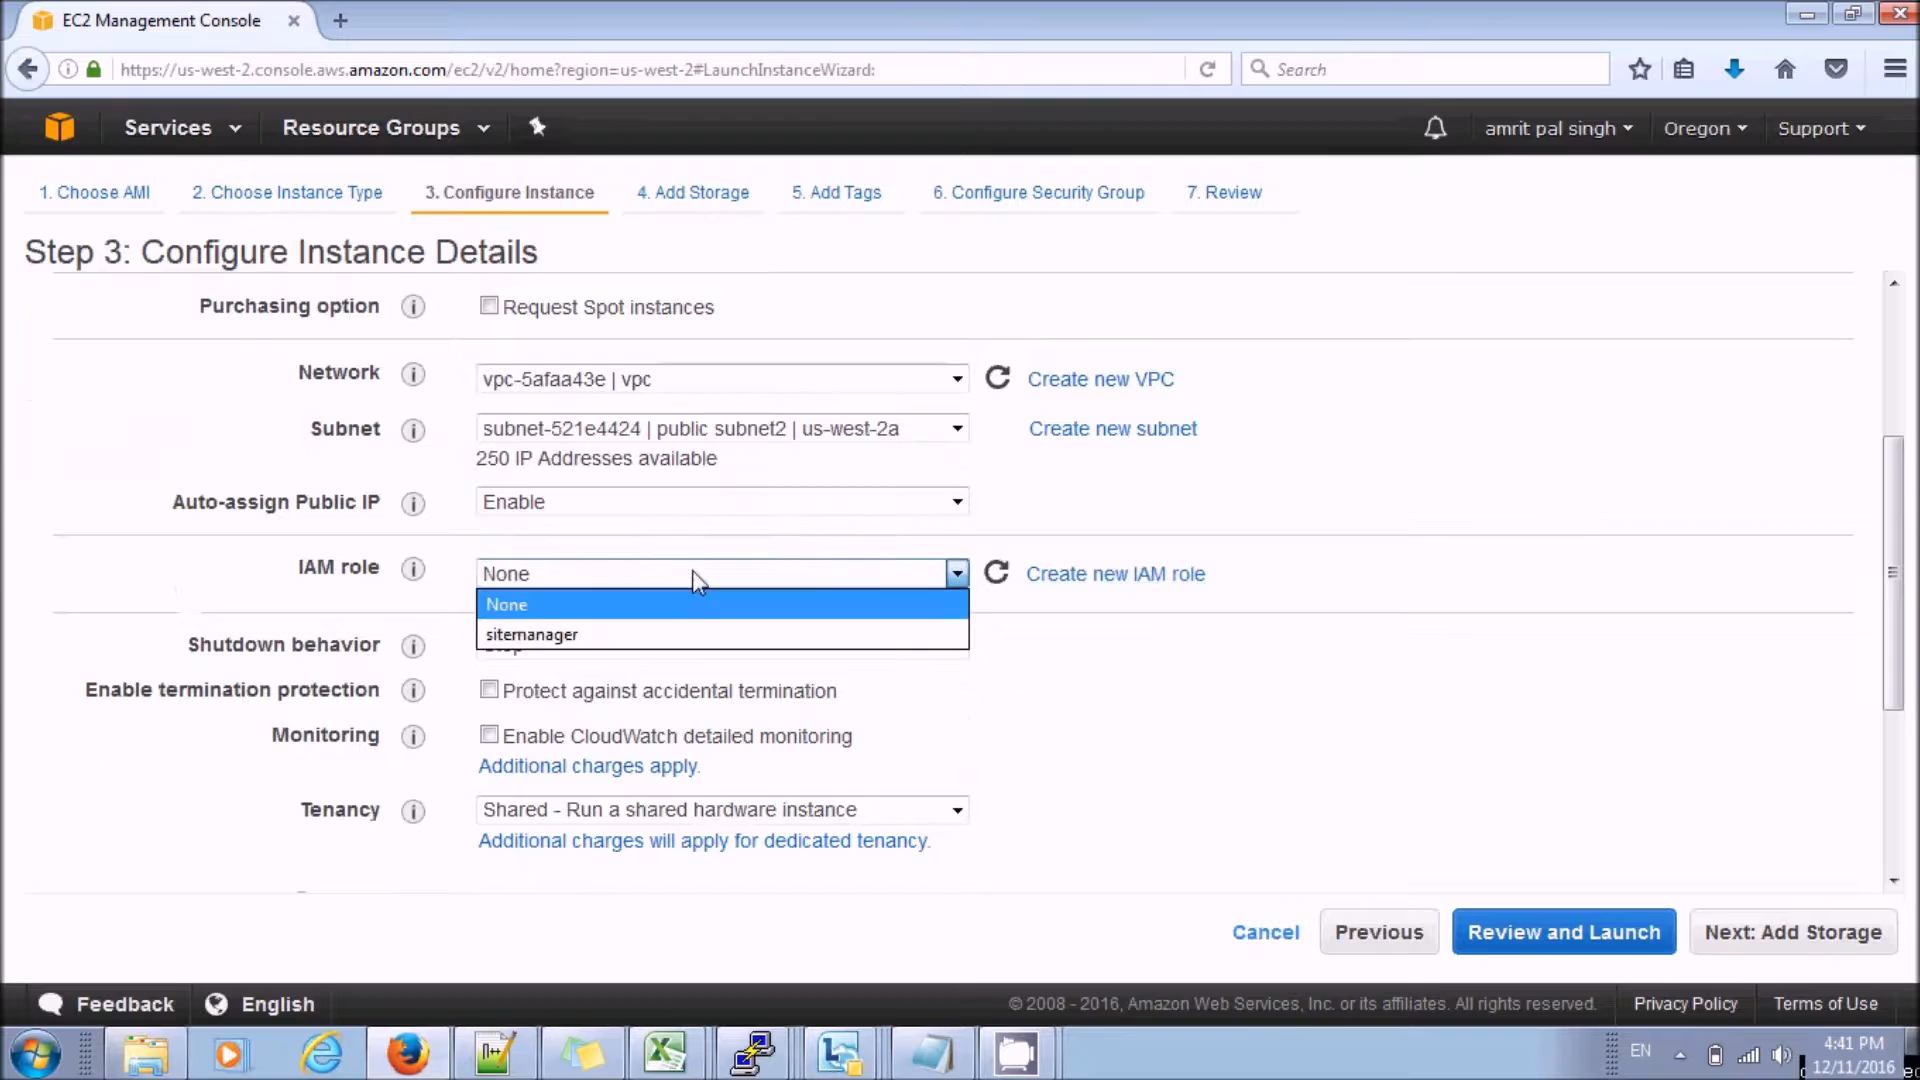 EC2 Management Console
https://us-west-2.console.aws.amazon.com/ec2/v2/home?region=us-west-2#LaunchInstanceWizard:
Search
Services
Resource Groups
amrit pal singh
Oregon
Support
1. Choose AMI
2. Choose Instance Type
3. Configure Instance
4. Add Storage
5. Add Tags
6. Configure Security Group
7. Review
Step 3: Configure Instance Details
Purchasing option
Request Spot instances
Network
vpc-5afaa43e | vpc
Create new VPC
Subnet
subnet-521e4424 | public subnet2 | us-west-2a
Create new subnet
250 IP Addresses available
Auto-assign Public IP
Enable
IAM role
None
Create new IAM role
None
sitemanager
Shutdown behavior
Enable termination protection
Protect against accidental termination
Monitoring
Enable CloudWatch detailed monitoring
Additional charges apply.
Tenancy
Shared - Run a shared hardware instance
Additional charges will apply for dedicated tenancy.
Cancel
Previous
Review and Launch
Next: Add Storage
Feedback
English
© 2008 - 2016, Amazon Web Services, Inc. or its affiliates. All rights reserved.
Privacy Policy
Terms of Use
EN
4:41 PM
12/11/2016